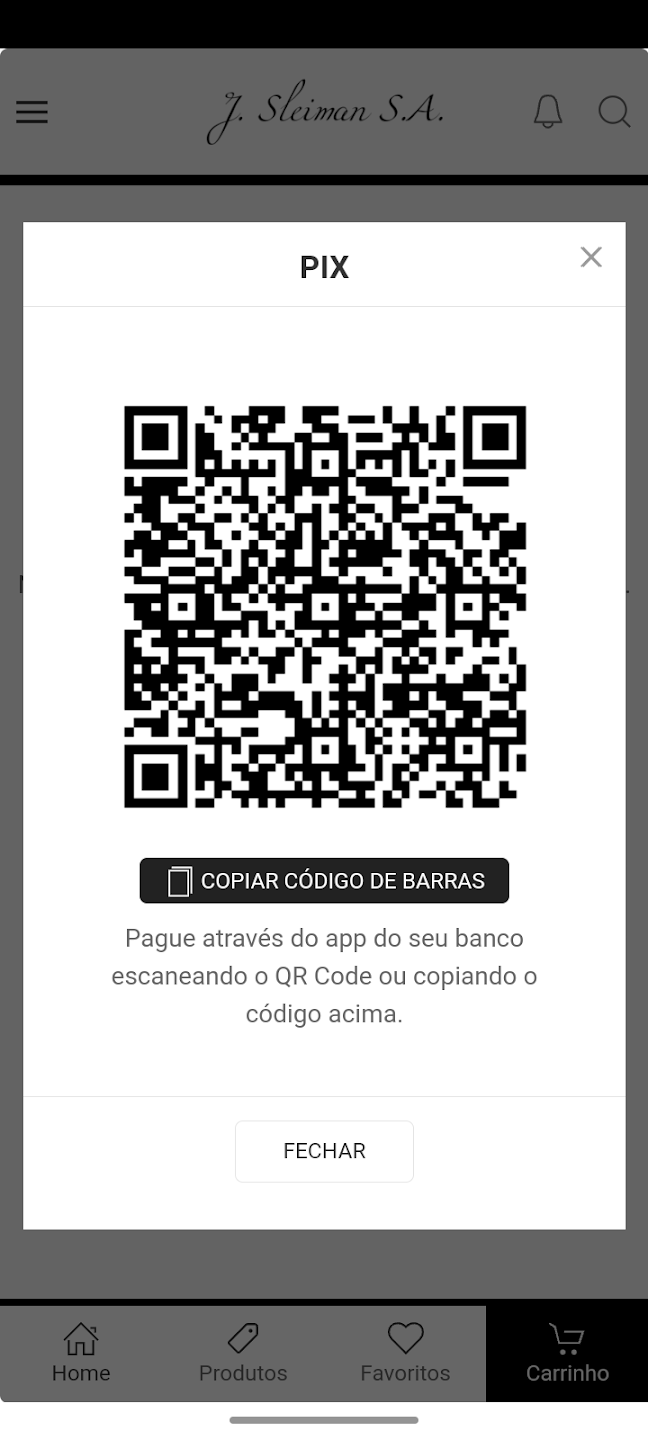 J. Sleiman S.A.
PIX
COPIAR CÓDIGO DE BARRAS
Pague através do app do seu banco
escaneando o QR Code ou copiando o
código acima.
FECHAR
Home
Produtos
Favoritos
Carrinho